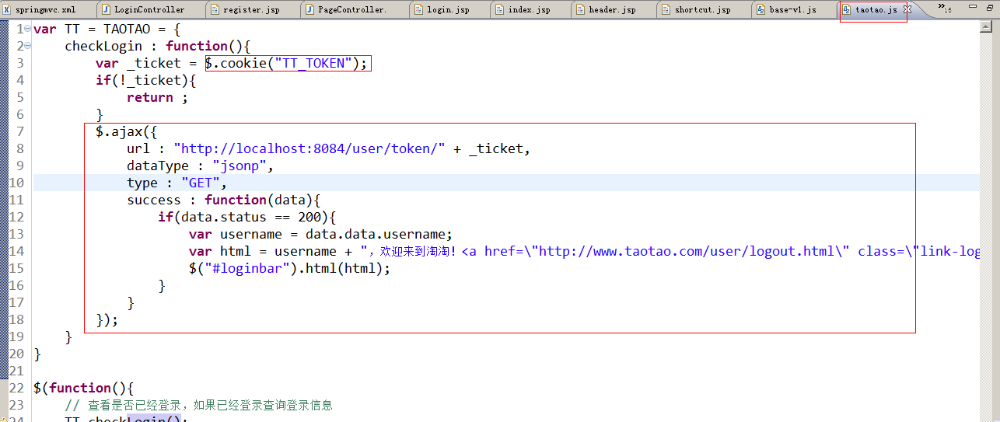 springmvc.xml LoginController register.jsp PageController. login.jsp index.jsp header.jsp shortcut.jsp base-v1.js taotao.js »15
1 var TT = TAOTAO = {
2 checkLogin : function(){
3 var _ticket = $.cookie("TT_TOKEN");
4 if(!_ticket){
5 return ;
6 }
7 $.ajax({
8 url : "http://localhost:8084/user/token/" + _ticket,
9 dataType : "jsonp",
10 type : "GET",
11 success : function(data){
12 if(data.status == 200){
13 var username = data.data.username;
14 var html = username + "，欢迎来到淘淘！<a href=\"http://www.taotao.com/user/logout.html\" class=\"link-log
15 $("#loginbar").html(html);
16 }
17 }
18 });
19 }
20 }
21
22 $(function(){
23 // 查看是否已经登录，如果已经登录查询登录信息
24 TT.checkLogin();